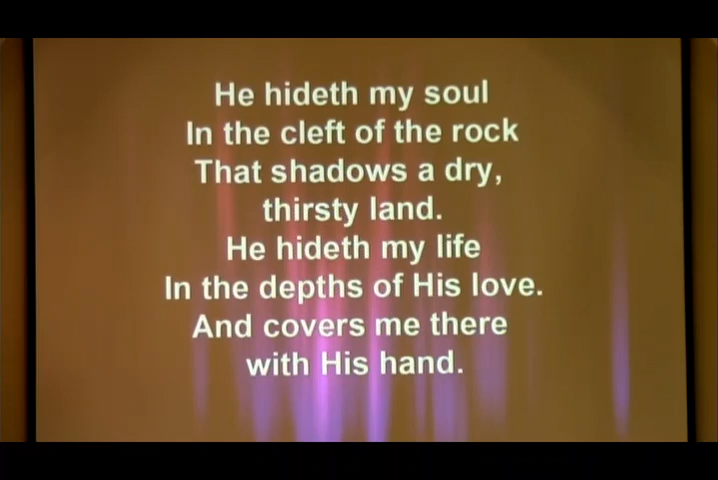 He hideth my soul
In the cleft of the rock
That shadows a dry,
thirsty land.
He hideth my life
In the depths of His love.
And covers me there
with His hand.